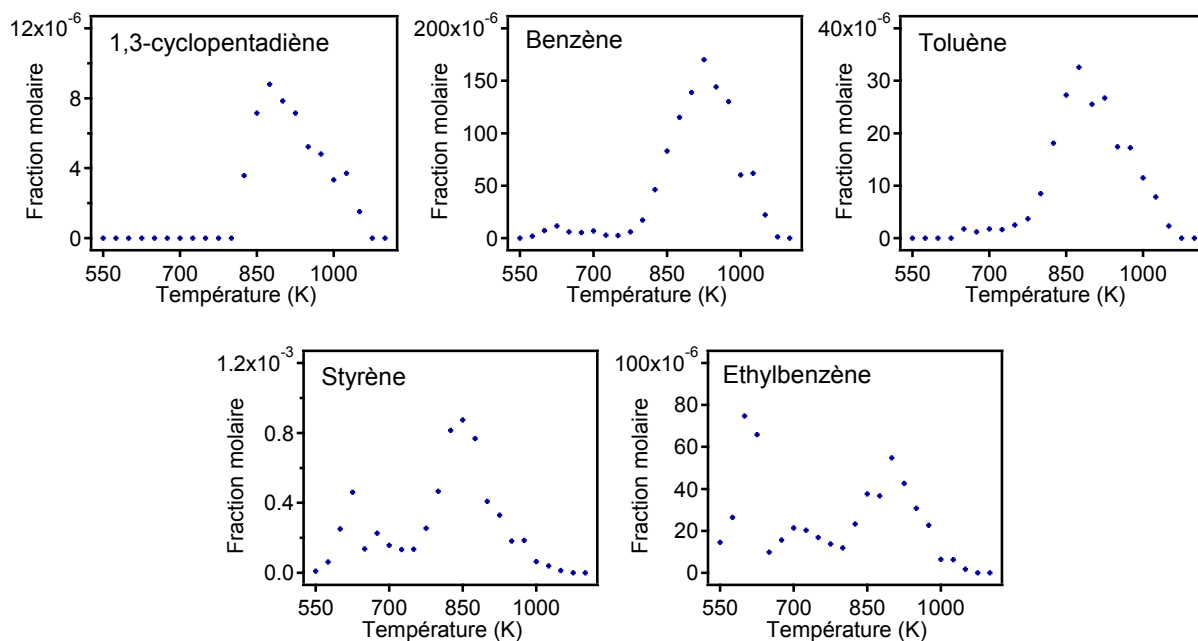 1,3-cyclopentadiène
Fraction molaire
12x10-6
8
4
0
550 700 850 1000
Température (K)
Benzène
Fraction molaire
200x10-6
150
100
50
0
550 700 850 1000
Température (K)
Toluène
Fraction molaire
40x10-6
30
20
10
0
550 700 850 1000
Température (K)
Styrène
Fraction molaire
1.2x10-3
0.8
0.4
0.0
550 700 850 1000
Température (K)
Ethylbenzène
Fraction molaire
100x10-6
80
60
40
20
0
550 700 850 1000
Température (K)